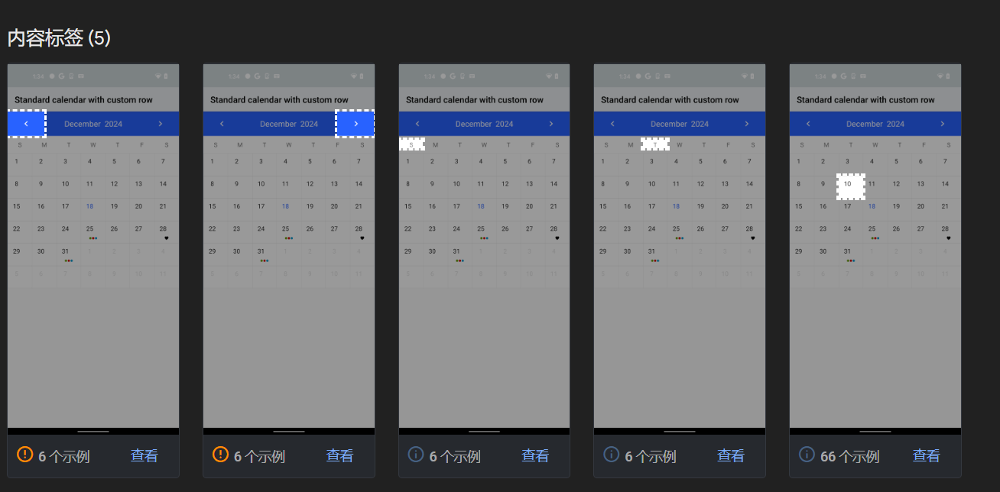 内容标签 (5)
1:34 G
Standard calendar with custom row
December 2024
S M T W T F S
1 2 3 4 5 6 7
8 9 10 11 12 13 14
15 16 17 18 19 20 21
22 23 24 25 26 27 28
29 30 31 1 2 3 4
5 6 7 8 9 10 11
6 个示例 查看
1:34 G
Standard calendar with custom row
December 2024
S M T W T F S
1 2 3 4 5 6 7
8 9 10 11 12 13 14
15 16 17 18 19 20 21
22 23 24 25 26 27 28
29 30 31 1 2 3 4
5 6 7 8 9 10 11
6 个示例 查看
1:34 G
Standard calendar with custom row
December 2024
S M T W T F S
1 2 3 4 5 6 7
8 9 10 11 12 13 14
15 16 17 18 19 20 21
22 23 24 25 26 27 28
29 30 31 1 2 3 4
5 6 7 8 9 10 11
6 个示例 查看
1:34 G
Standard calendar with custom row
December 2024
S M T W T F S
1 2 3 4 5 6 7
8 9 10 11 12 13 14
15 16 17 18 19 20 21
22 23 24 25 26 27 28
29 30 31 1 2 3 4
5 6 7 8 9 10 11
6 个示例 查看
1:34 G
Standard calendar with custom row
December 2024
S M T W T F S
1 2 3 4 5 6 7
8 9 10 11 12 13 14
15 16 17 18 19 20 21
22 23 24 25 26 27 28
29 30 31 1 2 3 4
5 6 7 8 9 10 11
66 个示例 查看